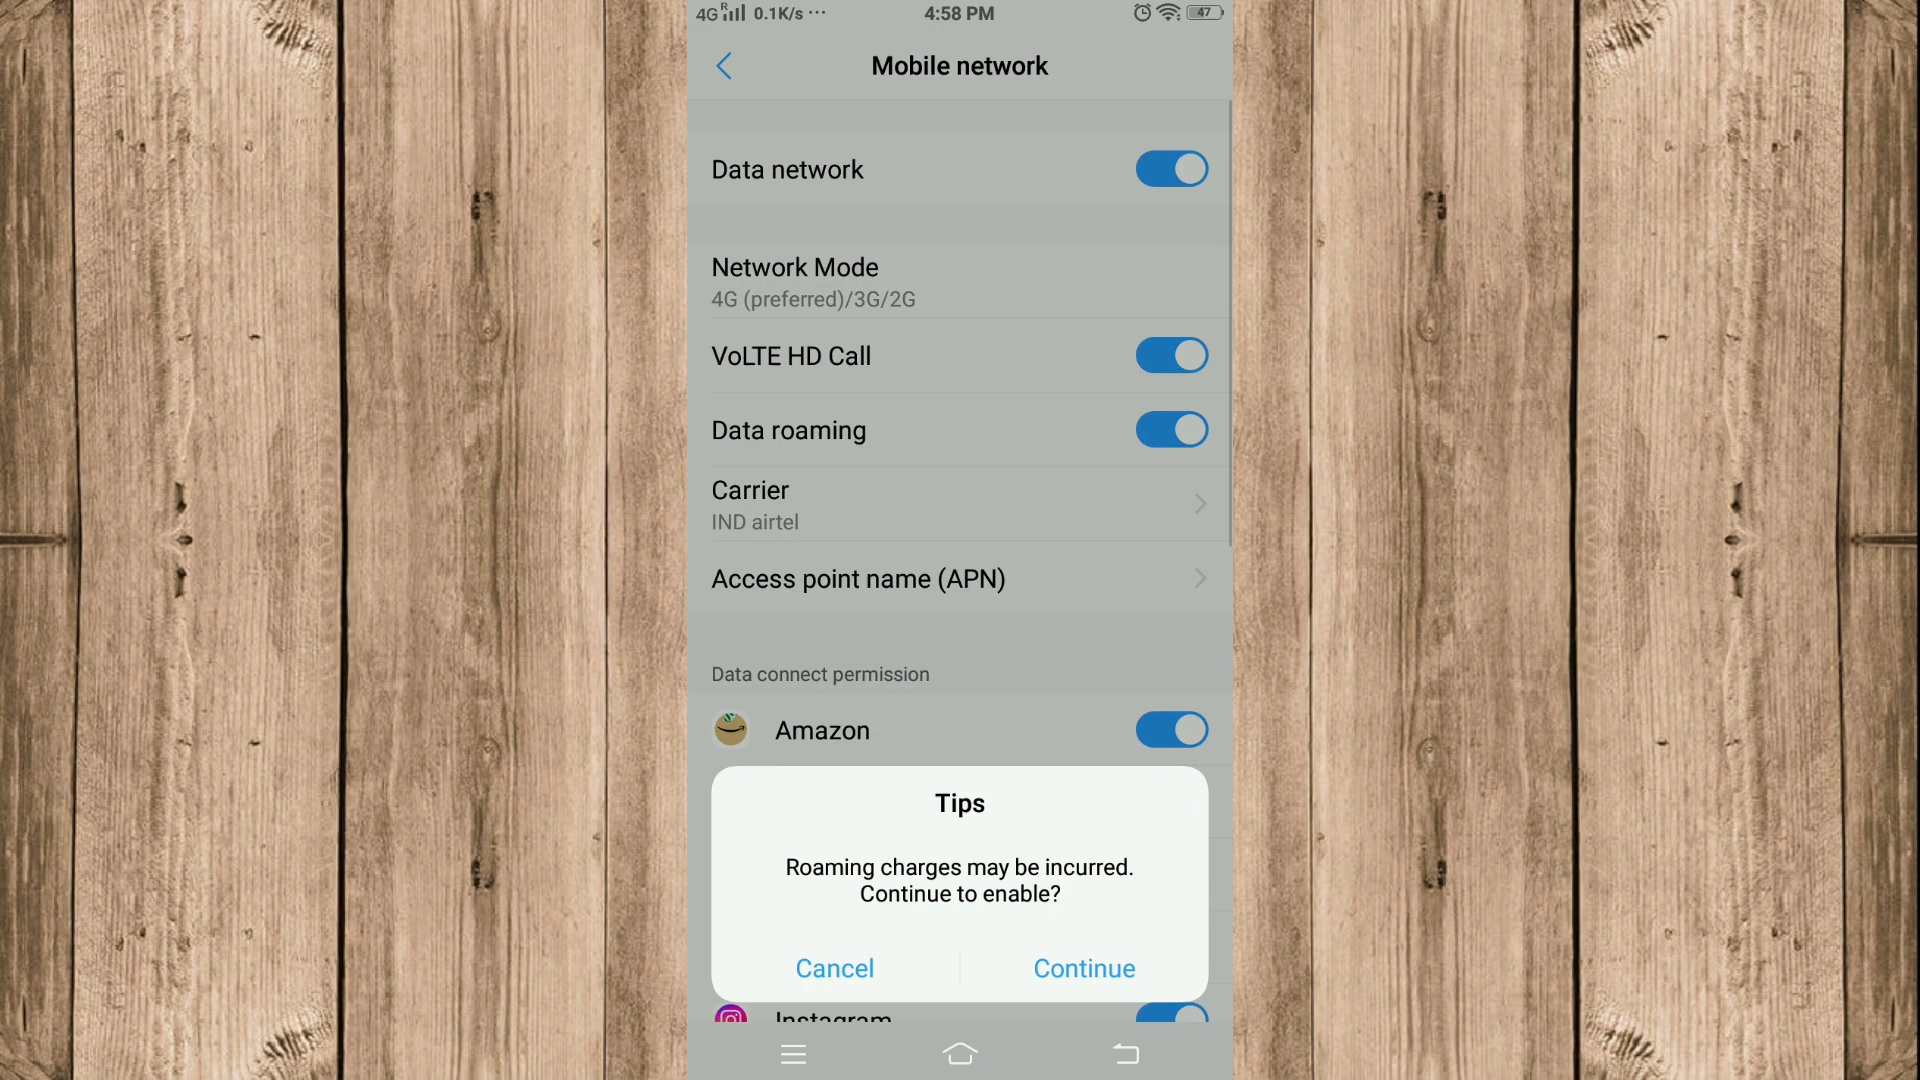 4G R 0.1K/s ... 4:58 PM 47
Mobile network
Data network
Network Mode
4G (preferred)/3G/2G
VoLTE HD Call
Data roaming
Carrier
IND airtel
Access point name (APN)
Data connect permission
Amazon
Tips
Roaming charges may be incurred.
Continue to enable?
Cancel Continue
Instagram